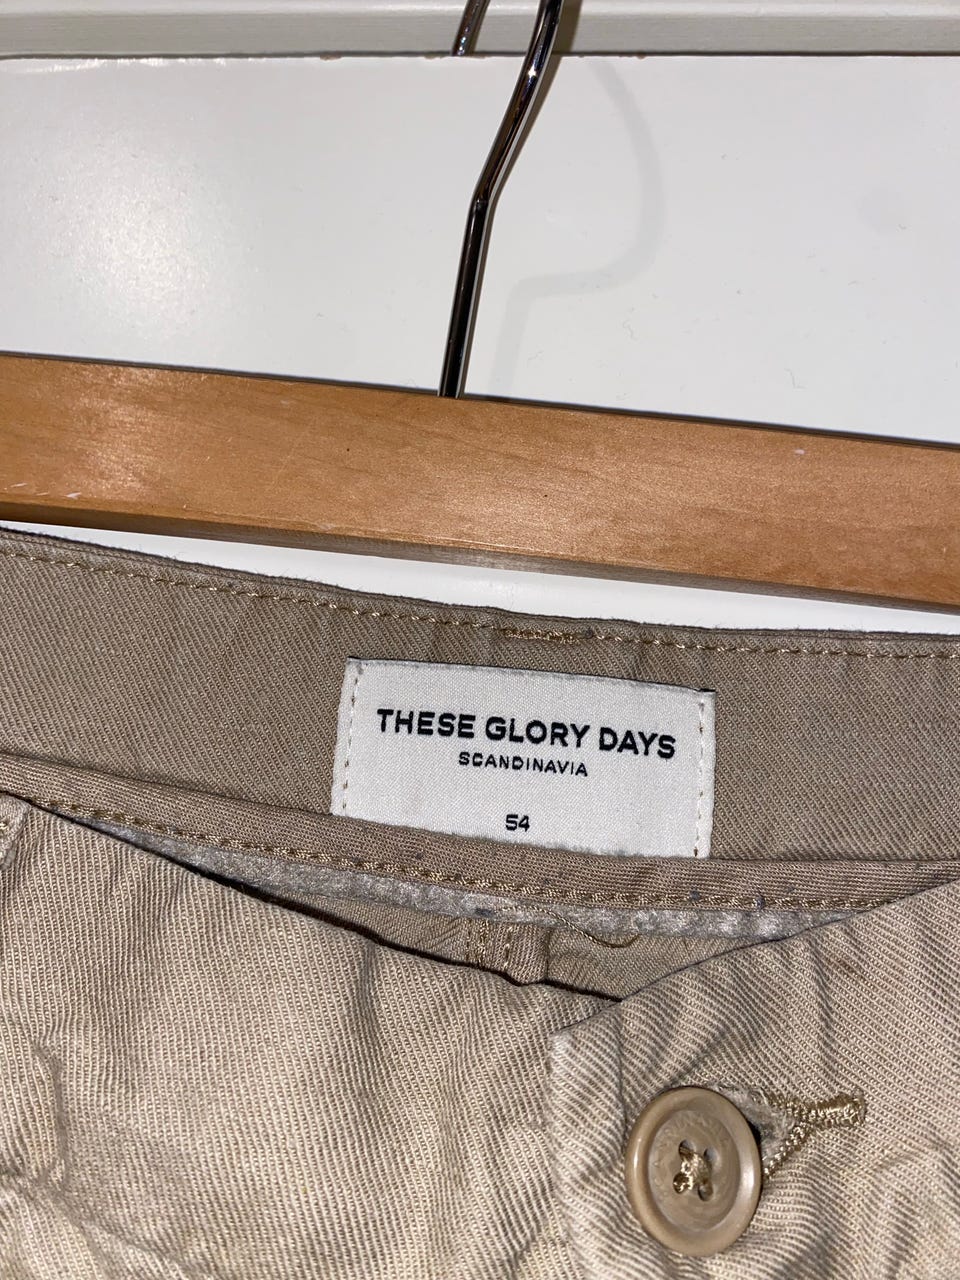 THESE GLORY DAYS
SCANDINAVIA
54